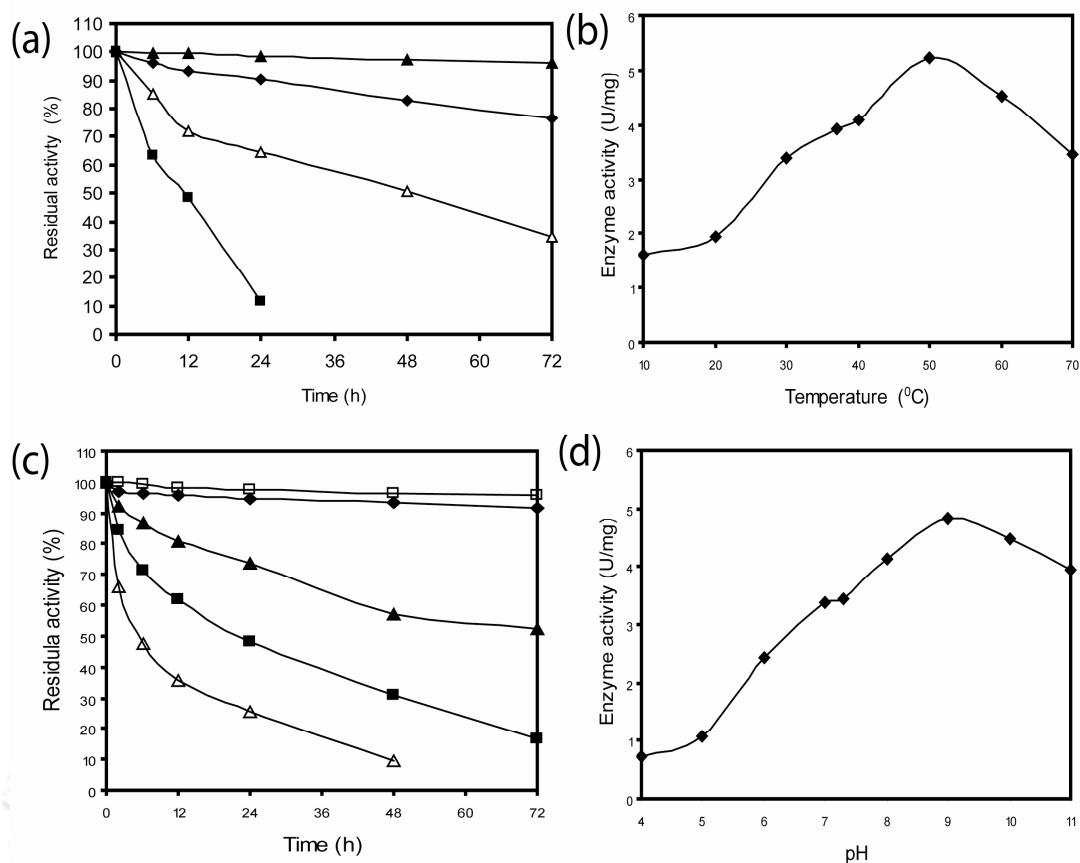 (a)
110
100
90
80
70
60
50
40
30
20
10
0
Residual activty (%)
0 12 24 36 48 60 72
Time (h)
(b)
6
5
4
3
2
1
0
Enzyme activity (U/mg)
10 20 30 40 50 60 70
Temperature (⁰C)
(c)
110
100
90
80
70
60
50
40
30
20
10
0
Residula activity (%)
0 12 24 36 48 60 72
Time (h)
(d)
6
5
4
3
2
1
0
Enzyme activity (U/mg)
4 5 6 7 8 9 10 11
pH